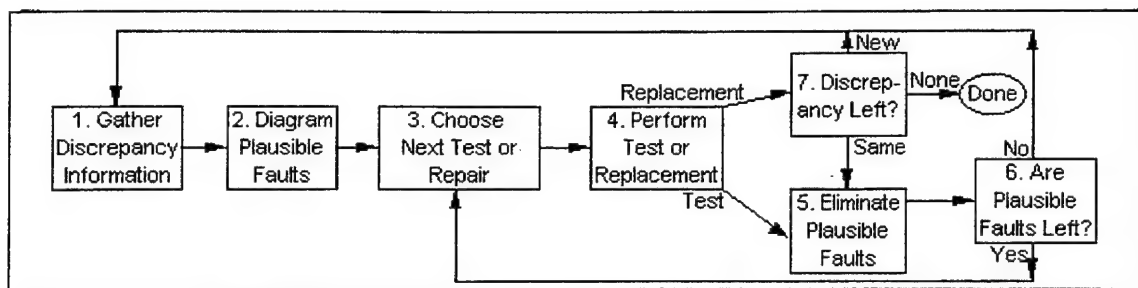 New
7. Discrep-
ancy Left?
None
Done
Replacement
1. Gather
Discrepancy
Information
2. Diagram
Plausible
Faults
3. Choose
Next Test or
Repair
4. Perform
Test or
Replacement
Same
No
Test
5. Eliminate
Plausible
Faults
6. Are
Plausible
Faults Left?
Yes